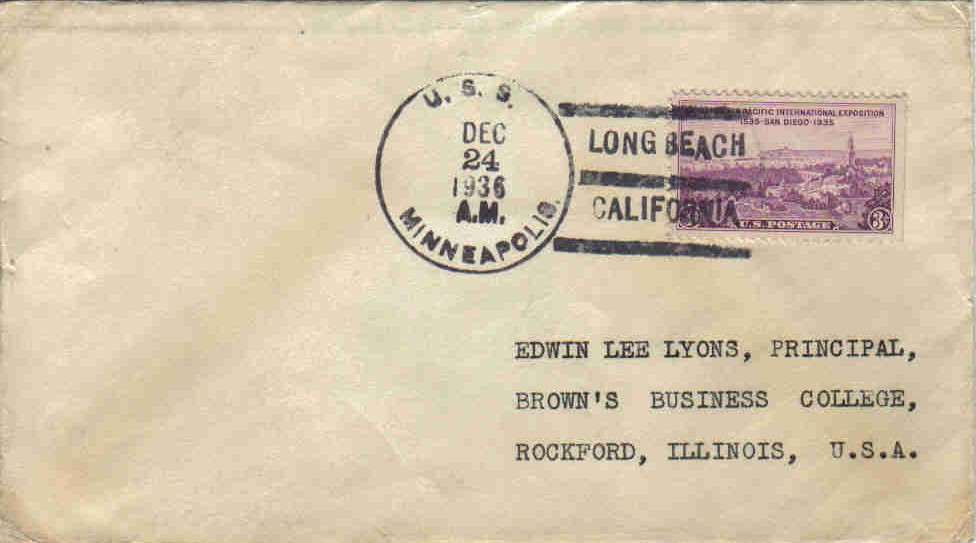 U. S. S.
DEC
24
1936
A.M.
MINNEAPOLIS.
LONG BEACH
CALIFORNIA
PACIFIC INTERNATIONAL EXPOSITION
1535-SAN DIEGO-1935
U.S. POSTAGE
3¢
EDWIN LEE LYONS, PRINCIPAL,
BROWN'S BUSINESS COLLEGE,
ROCKFORD, ILLINOIS, U.S.A.